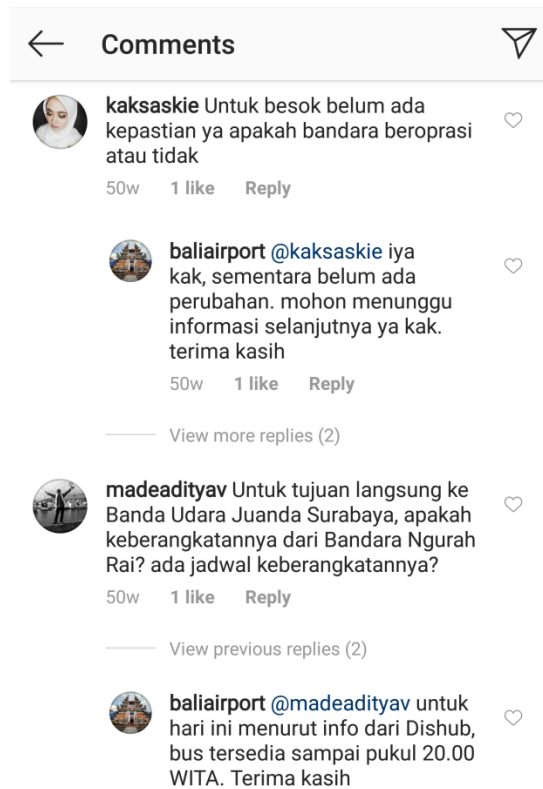 Comments
kaksaskie Untuk besok belum ada
kepastian ya apakah bandara beroprasi
atau tidak
50w 1 like Reply
baliairport @kaksaskie iya
kak, sementara belum ada
perubahan. mohon menunggu
informasi selanjutnya ya kak.
terima kasih
50w 1 like Reply
View more replies (2)
madeadityav Untuk tujuan langsung ke
Banda Udara Juanda Surabaya, apakah
keberangkatannya dari Bandara Ngurah
Rai? ada jadwal keberangkatannya?
50w 1 like Reply
View previous replies (2)
baliairport @madeadityav untuk
hari ini menurut info dari Dishub,
bus tersedia sampai pukul 20.00
WITA. Terima kasih